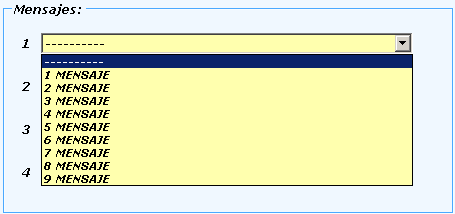 Mensajes:
1 ----------
----------
1 MENSAJE
2 MENSAJE
3 MENSAJE
4 MENSAJE
5 MENSAJE
6 MENSAJE
7 MENSAJE
8 MENSAJE
9 MENSAJE
2
3
4